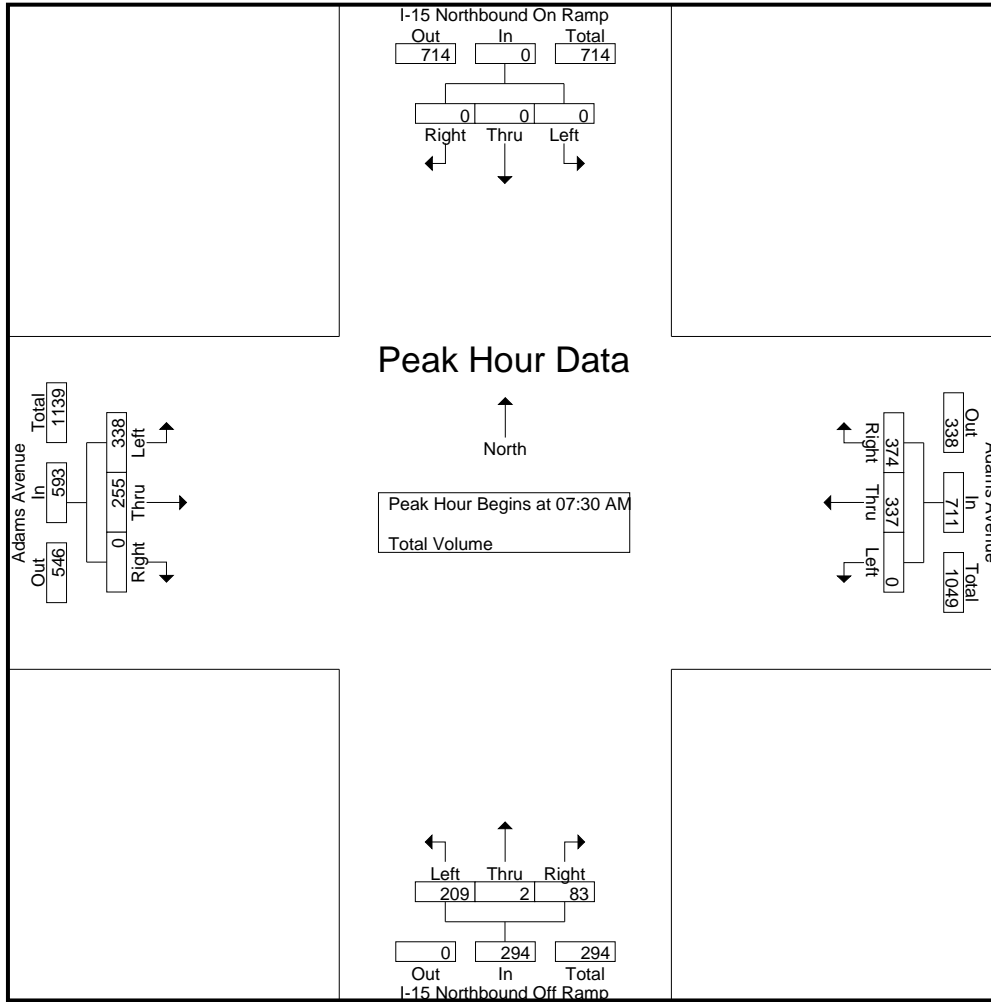 I-15 Northbound On Ramp
Out In Total
714 0 714
0 0 0
Right Thru Left
Peak Hour Data
North
Peak Hour Begins at 07:30 AM
Total Volume
Adams Avenue
Out In Total
546 593 1139
338 255 0
Left Thru Right
Adams Avenue
Out In Total
338 711 1049
374 337 0
Right Thru Left
Left Thru Right
209 2 83
0 294 294
Out In Total
I-15 Northbound Off Ramp